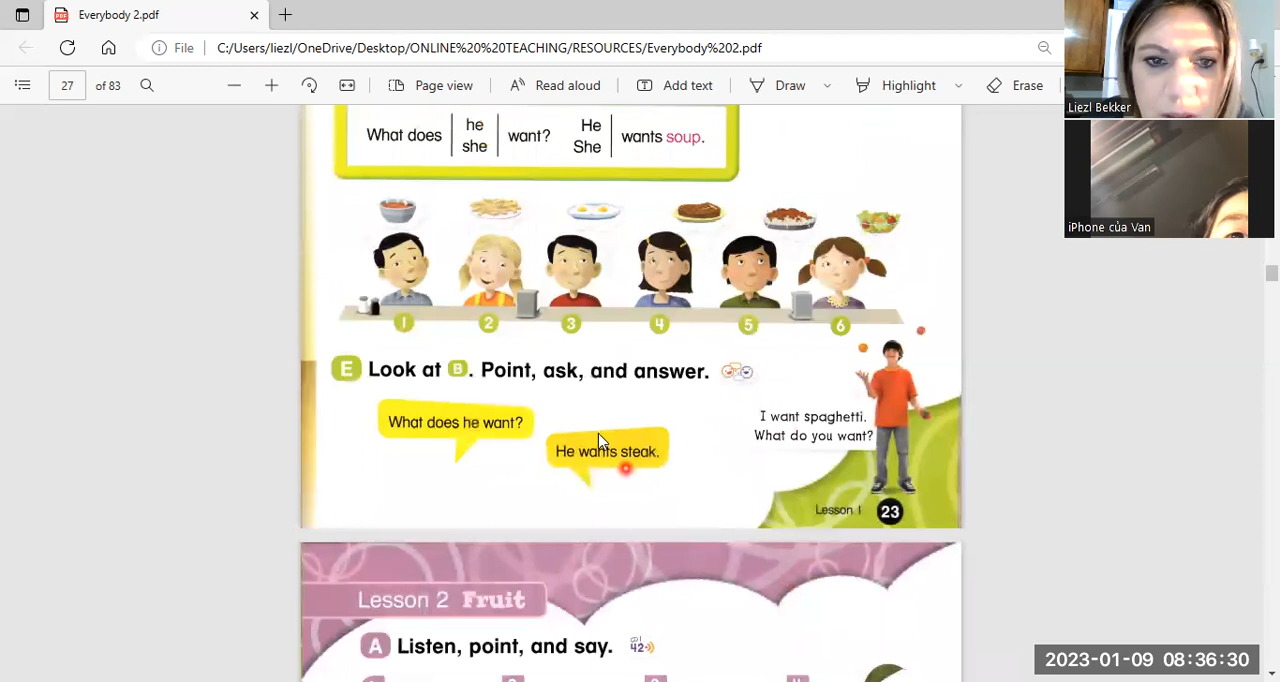 Everybody 2.pdf
File
C:/Users/liezl/OneDrive/Desktop/ONLINE%20%20TEACHING/RESOURCES/Everybody%202.pdf
27 of 83
Page view
Read aloud
Add text
Draw
Highlight
Erase
Liezl Bekker
iPhone của Van
What does he she want? He She wants soup.
1 2 3 4 5 6
E Look at B. Point, ask, and answer.
What does he want?
He wants steak.
I want spaghetti.
What do you want?
Lesson 1 23
Lesson 2 Fruit
A Listen, point, and say. 42
2023-01-09 08:36:30